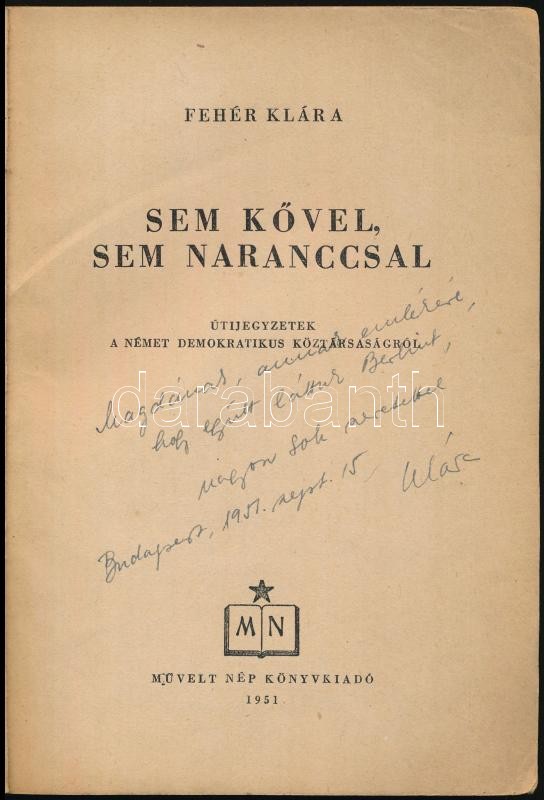 FEHÉR KLÁRA
SEM KŐVEL,
SEM NARANCCSAL
ÚTIJEGYZETEK
A NÉMET DEMOKRATIKUS KÖZTÁRSASÁGRÓL
Magdának, annak emlékére,
hogy együtt láttuk Berlint,
darabanth
nagyon sok szeretettel
Klára
Budapest, 1951. szept. 15.
M N
MŰVELT NÉP KÖNYVKIADÓ
1951